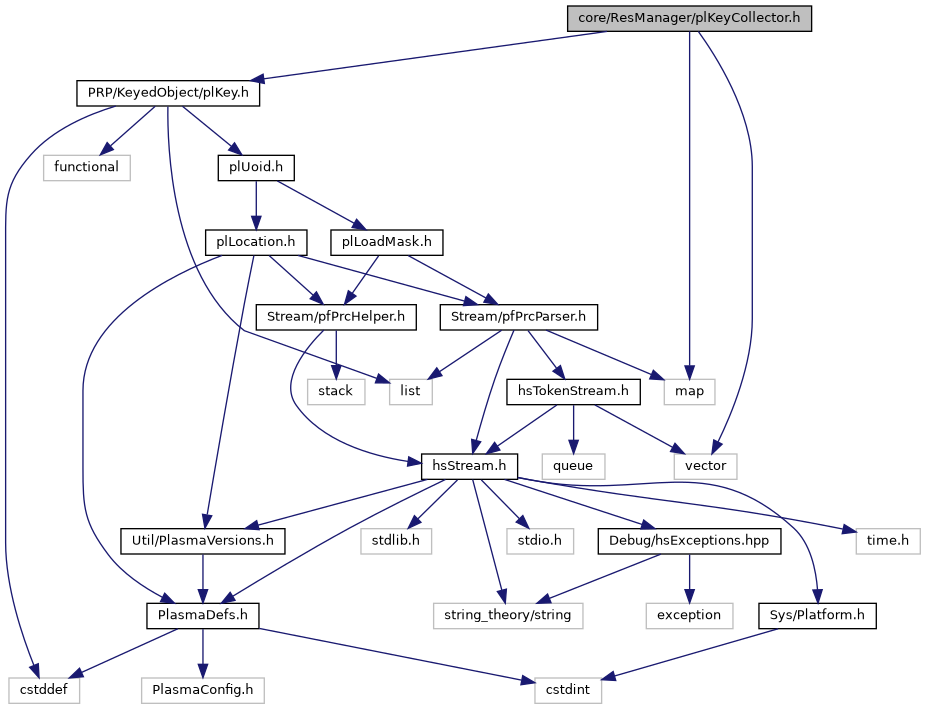 core/ResManager/plKeyCollector.h
PRP/KeyedObject/plKey.h
functional
plUoid.h
plLocation.h
plLoadMask.h
Stream/pfPrcHelper.h
Stream/pfPrcParser.h
stack
list
hsTokenStream.h
map
hsStream.h
queue
vector
Util/PlasmaVersions.h
stdlib.h
stdio.h
Debug/hsExceptions.hpp
time.h
PlasmaDefs.h
string_theory/string
exception
Sys/Platform.h
cstddef
PlasmaConfig.h
cstdint